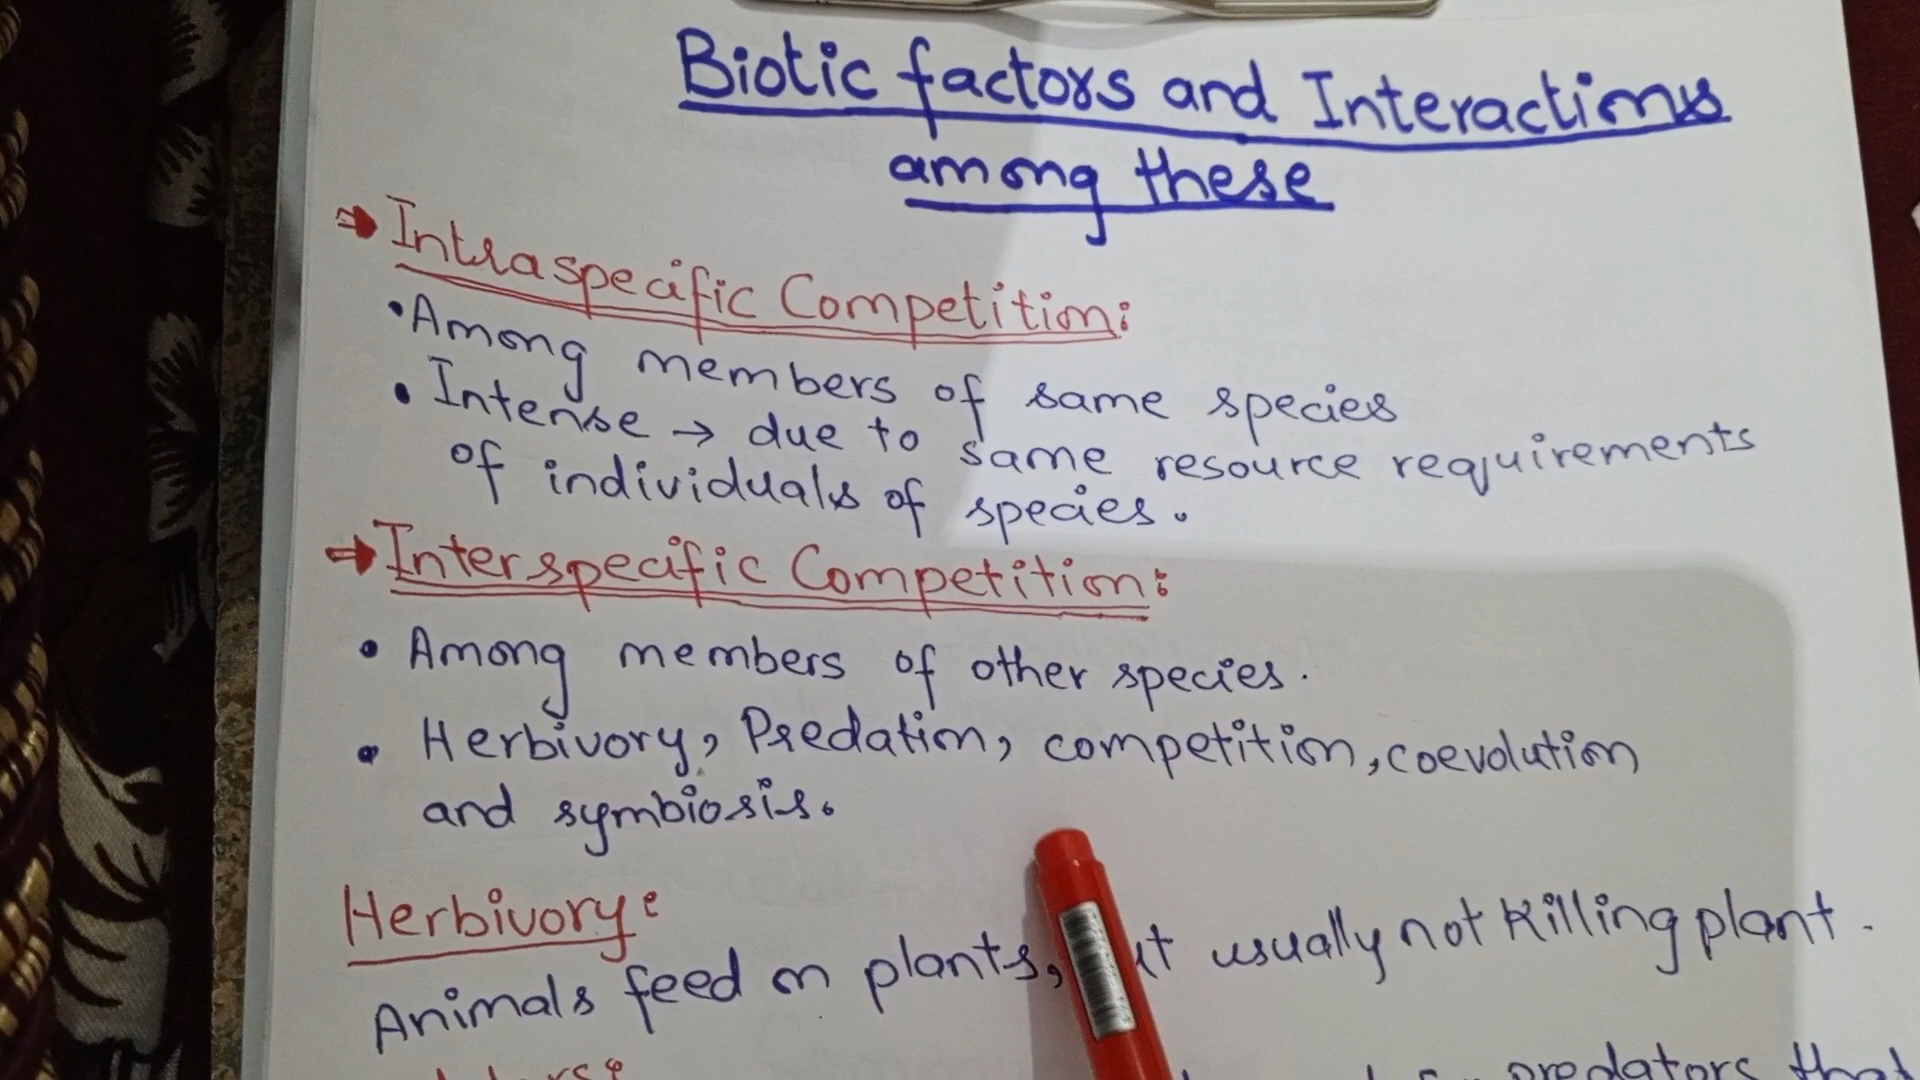 Biotic factors and Interactions
among these
→ Intraspecific Competition:
• Among members of same species
• Intense → due to same resource requirements
of individuals of species.
→ Interspecific Competition:
• Among members of other species.
• Herbivory, Predation, competition, coevolution
and symbiosis.
Herbivory:
Animals feed on plants, usually not killing plant.
predators that